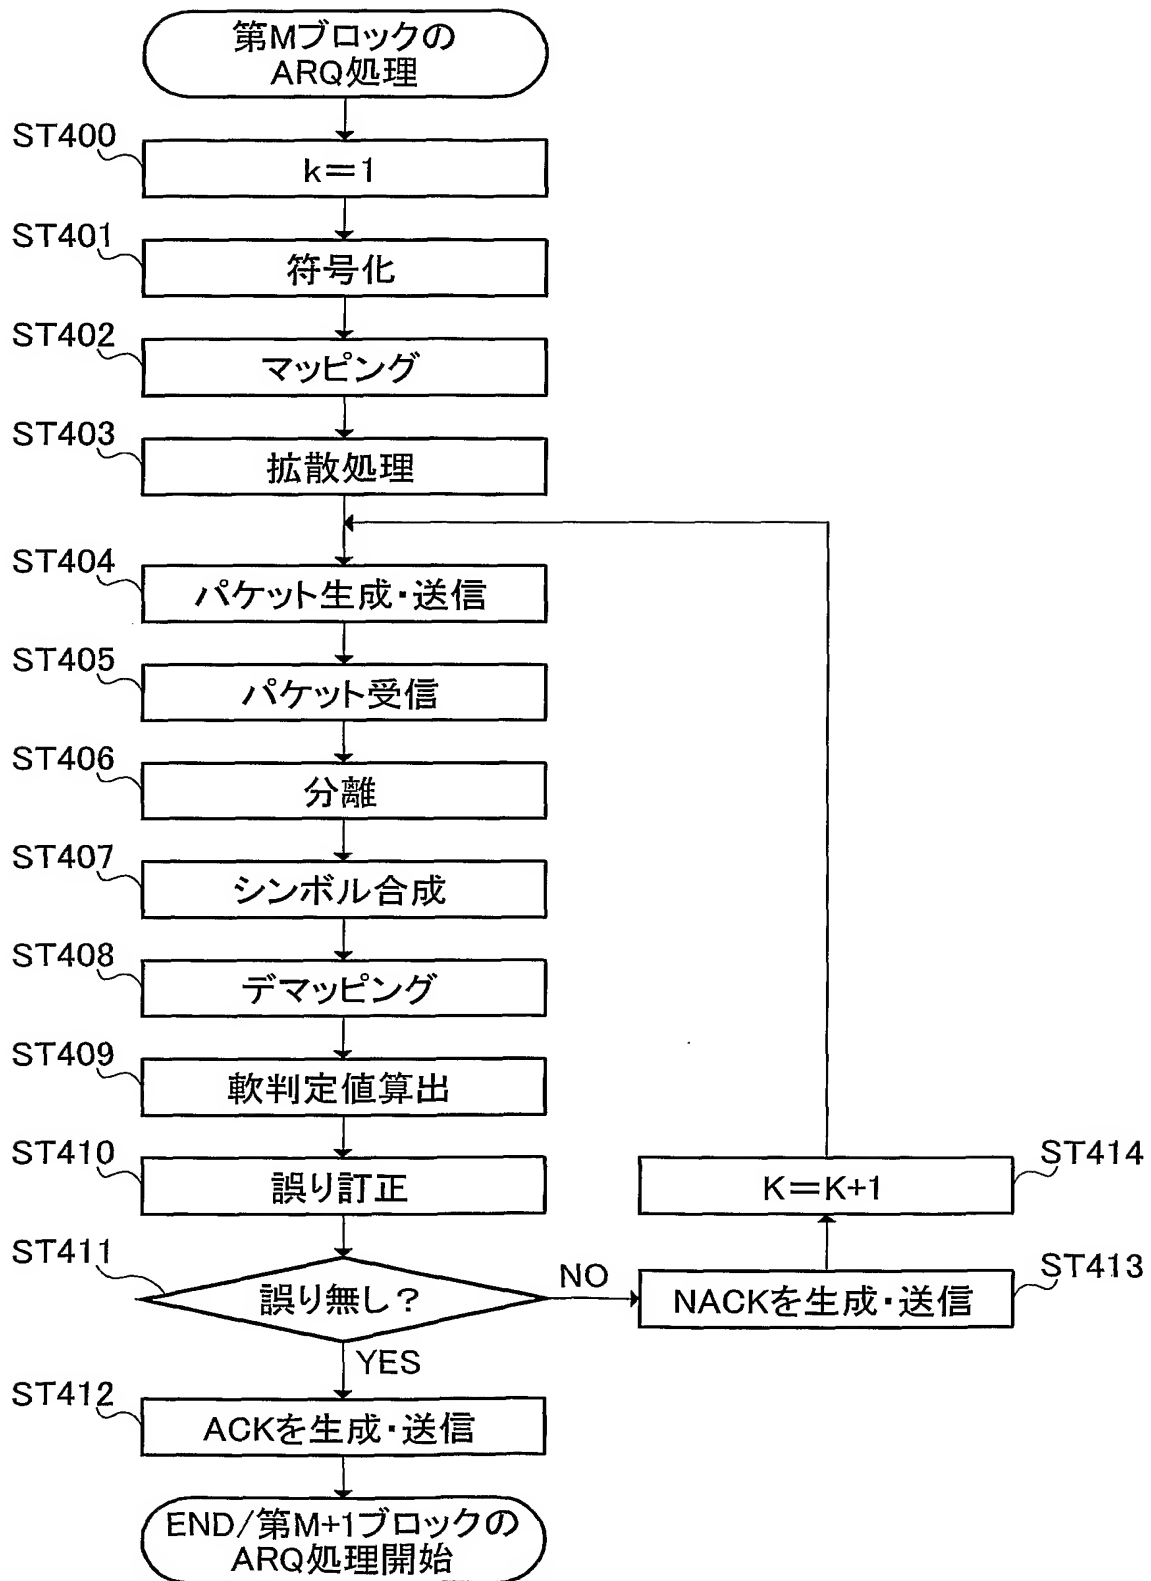 第Mブロックの
ARQ処理
ST400
k=1
ST401
符号化
ST402
マッピング
ST403
拡散処理
ST404
パケット生成・送信
ST405
パケット受信
ST406
分離
ST407
シンボル合成
ST408
デマッピング
ST409
軟判定値算出
ST410
誤り訂正
ST414
K=K+1
ST411
誤り無し?
NO
ST413
NACKを生成・送信
YES
ST412
ACKを生成・送信
END/第M+1ブロックの
ARQ処理開始